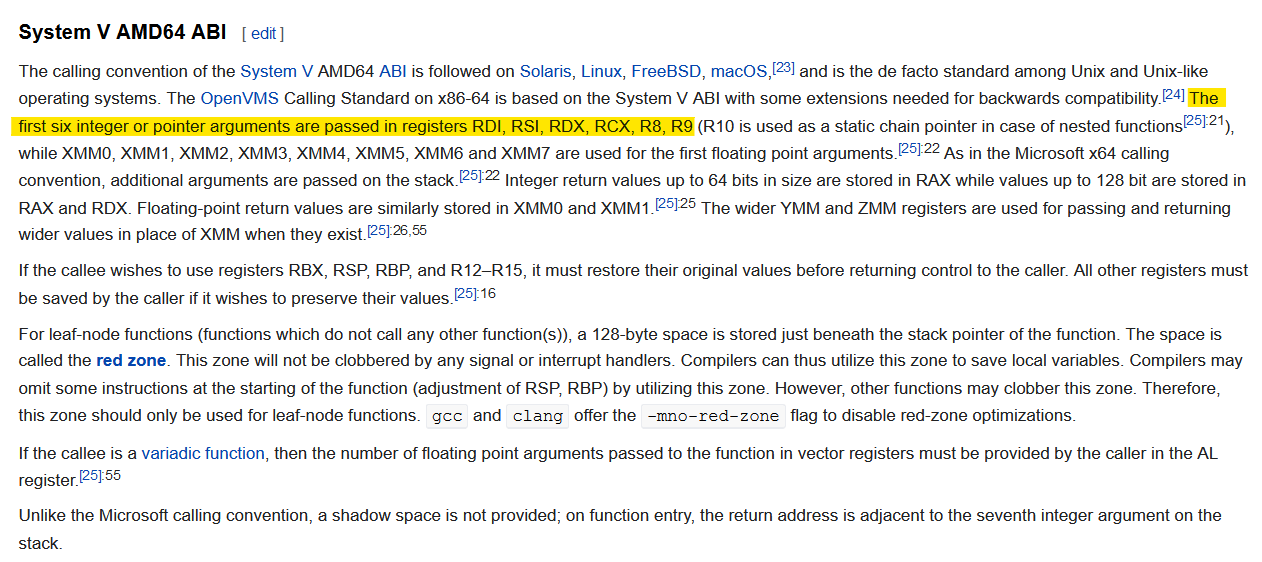 System V AMD64 ABI [ edit ]
The calling convention of the System V AMD64 ABI is followed on Solaris, Linux, FreeBSD, macOS,[23] and is the de facto standard among Unix and Unix-like
operating systems. The OpenVMS Calling Standard on x86-64 is based on the System V ABI with some extensions needed for backwards compatibility.[24] The
first six integer or pointer arguments are passed in registers RDI, RSI, RDX, RCX, R8, R9 (R10 is used as a static chain pointer in case of nested functions[25]:21),
while XMM0, XMM1, XMM2, XMM3, XMM4, XMM5, XMM6 and XMM7 are used for the first floating point arguments.[25]:22 As in the Microsoft x64 calling
convention, additional arguments are passed on the stack.[25]:22 Integer return values up to 64 bits in size are stored in RAX while values up to 128 bit are stored in
RAX and RDX. Floating-point return values are similarly stored in XMM0 and XMM1.[25]:25 The wider YMM and ZMM registers are used for passing and returning
wider values in place of XMM when they exist.[25]:26,55
If the callee wishes to use registers RBX, RSP, RBP, and R12–R15, it must restore their original values before returning control to the caller. All other registers must
be saved by the caller if it wishes to preserve their values.[25]:16
For leaf-node functions (functions which do not call any other function(s)), a 128-byte space is stored just beneath the stack pointer of the function. The space is
called the red zone. This zone will not be clobbered by any signal or interrupt handlers. Compilers can thus utilize this zone to save local variables. Compilers may
omit some instructions at the starting of the function (adjustment of RSP, RBP) by utilizing this zone. However, other functions may clobber this zone. Therefore,
this zone should only be used for leaf-node functions. gcc and clang offer the -mno-red-zone flag to disable red-zone optimizations.
If the callee is a variadic function, then the number of floating point arguments passed to the function in vector registers must be provided by the caller in the AL
register.[25]:55
Unlike the Microsoft calling convention, a shadow space is not provided; on function entry, the return address is adjacent to the seventh integer argument on the
stack.